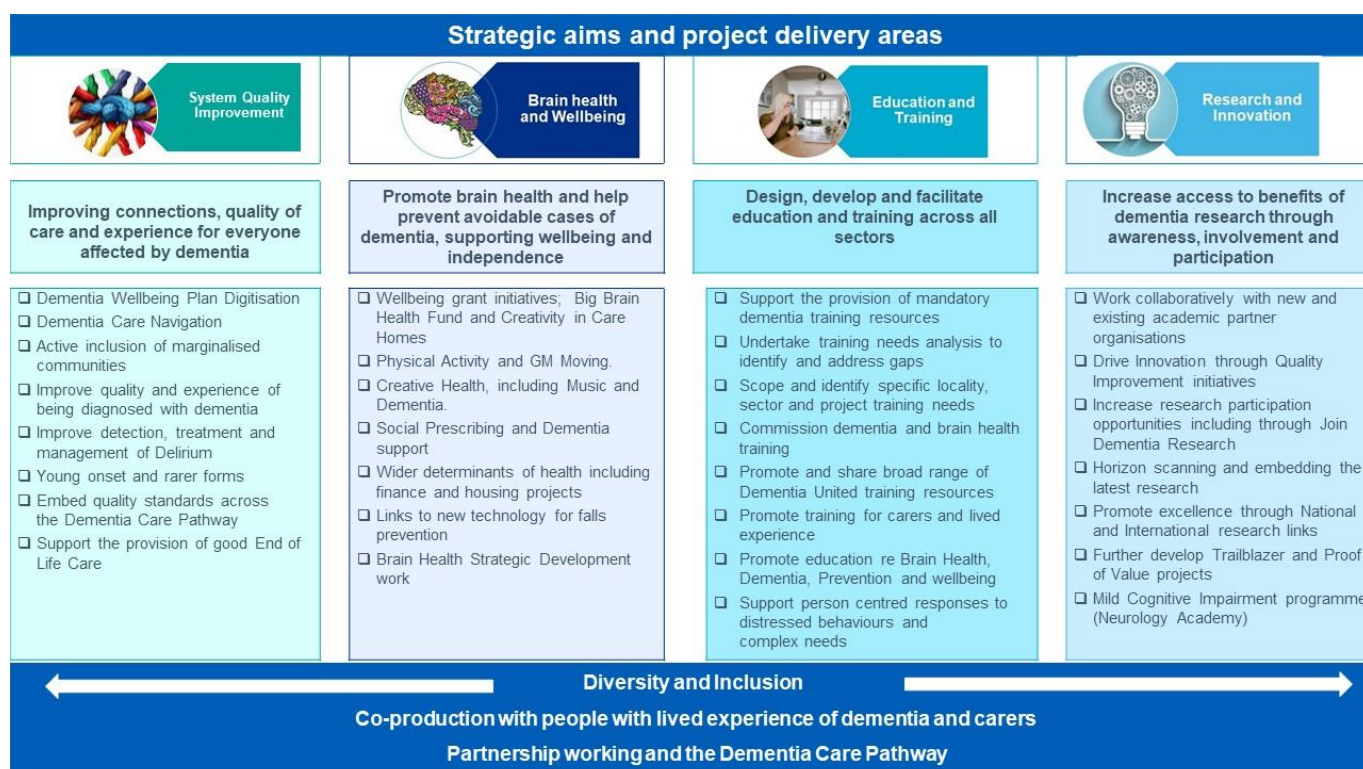 Strategic aims and project delivery areas
System Quality
Improvement
Improving connections, quality of
care and experience for everyone
affected by dementia
❑ Dementia Wellbeing Plan Digitisation
❑ Dementia Care Navigation
❑ Active inclusion of marginalised
communities
❑ Improve quality and experience of
being diagnosed with dementia
❑ Improve detection, treatment and
management of Delirium
❑ Young onset and rarer forms
❑ Embed quality standards across
the Dementia Care Pathway
❑ Support the provision of good End of
Life Care
Brain health
and Wellbeing
Promote brain health and help
prevent avoidable cases of
dementia, supporting wellbeing and
independence
❑ Wellbeing grant initiatives; Big Brain
Health Fund and Creativity in Care
Homes
❑ Physical Activity and GM Moving.
❑ Creative Health, including Music and
Dementia.
❑ Social Prescribing and Dementia
support
❑ Wider determinants of health including
finance and housing projects
❑ Links to new technology for falls
prevention
❑ Brain Health Strategic Development
work
Education and
Training
Design, develop and facilitate
education and training across all
sectors
❑ Support the provision of mandatory
dementia training resources
❑ Undertake training needs analysis to
identify and address gaps
❑ Scope and identify specific locality,
sector and project training needs
❑ Commission dementia and brain health
training
❑ Promote and share broad range of
Dementia United training resources
❑ Promote training for carers and lived
experience
❑ Promote education re Brain Health,
Dementia, Prevention and wellbeing
❑ Support person centred responses to
distressed behaviours and
complex needs
Research and
Innovation
Increase access to benefits of
dementia research through
awareness, involvement and
participation
❑ Work collaboratively with new and
existing academic partner
organisations
❑ Drive Innovation through Quality
Improvement initiatives
❑ Increase research participation
opportunities including through Join
Dementia Research
❑ Horizon scanning and embedding the
latest research
❑ Promote excellence through National
and International research links
❑ Further develop Trailblazer and Proof
of Value projects
❑ Mild Cognitive Impairment programme
(Neurology Academy)
Diversity and Inclusion
Co-production with people with lived experience of dementia and carers
Partnership working and the Dementia Care Pathway